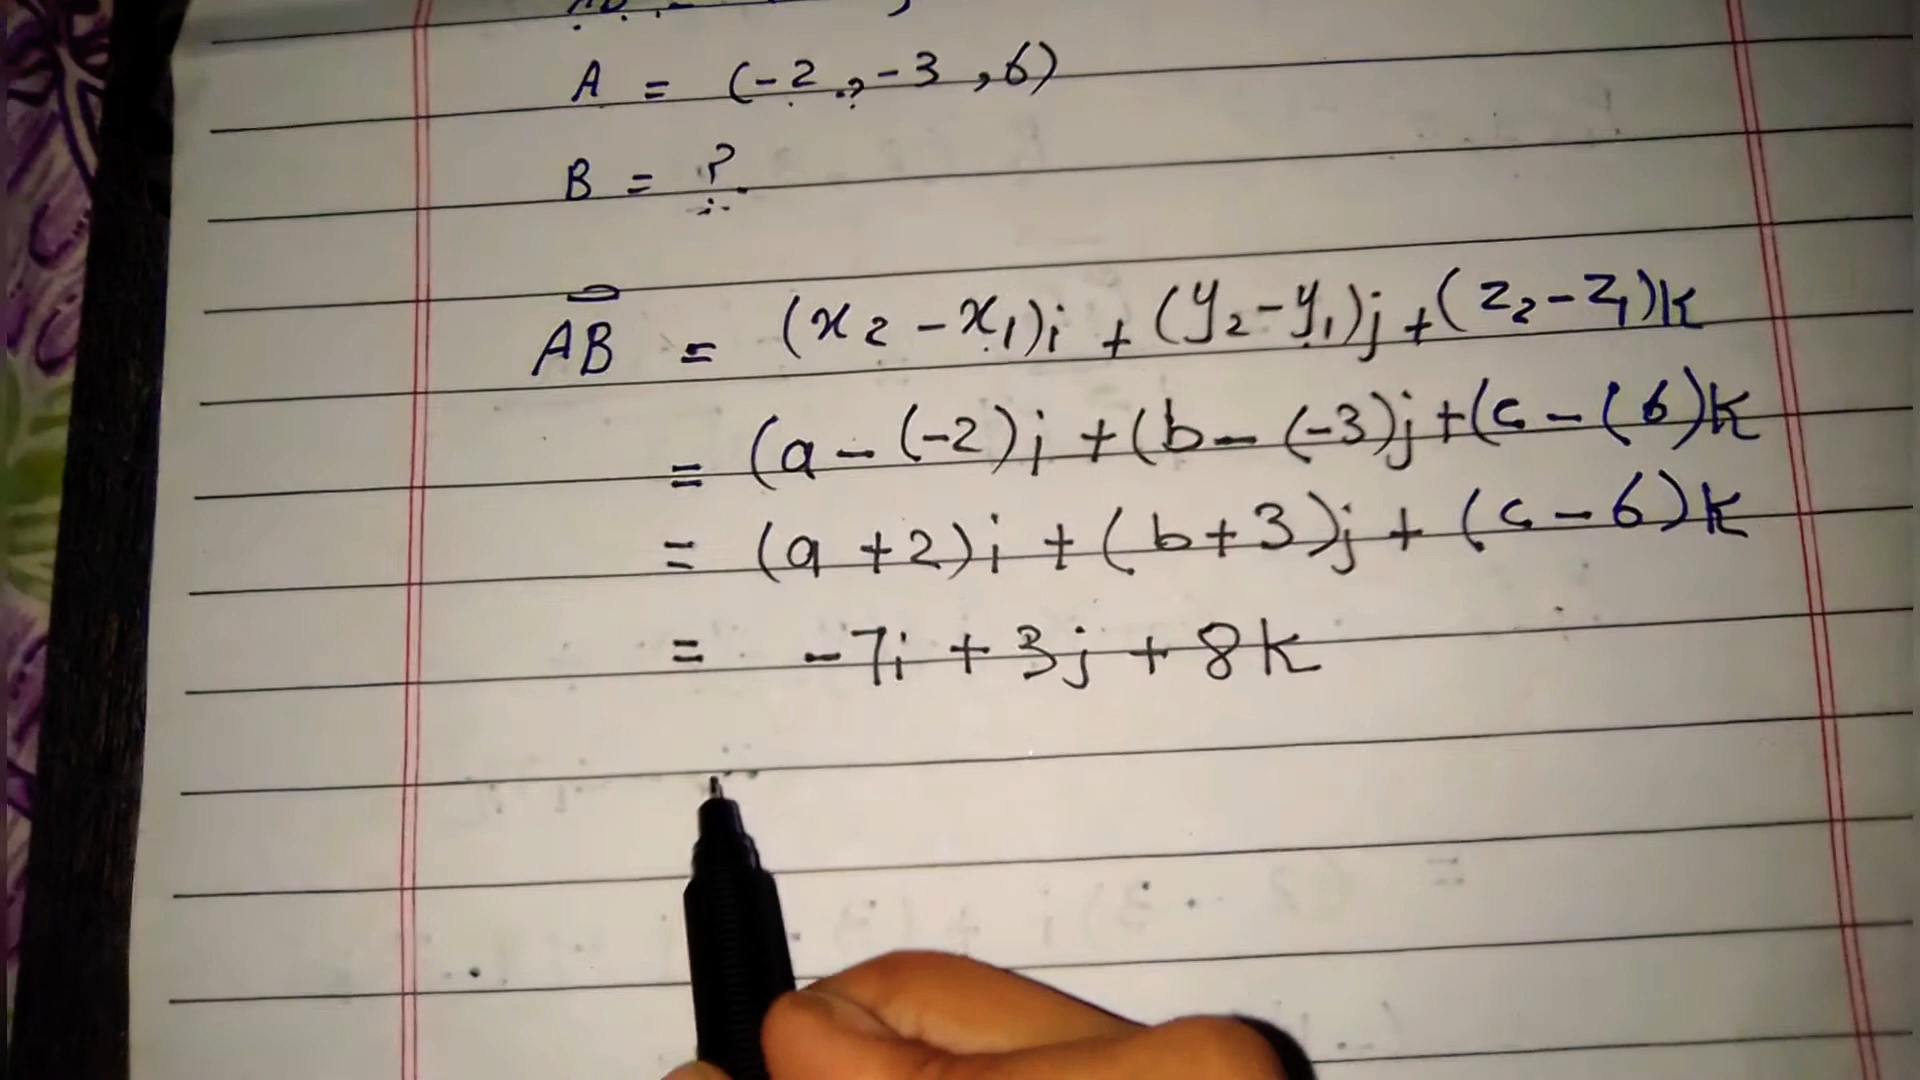 A = (-2, -3, 6)
B = ?
AB = (x₂ - x₁)i + (y₂ - y₁)j + (z₂ - z₁)k
= (a - (-2)i + (b - (-3)j + (c - (6)k
= (a + 2)i + (b + 3)j + (c - 6)k
= -7i + 3j + 8k